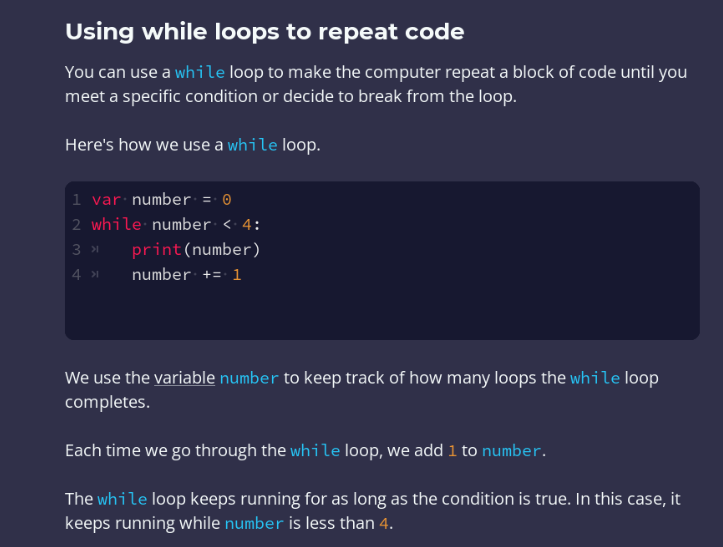 Using while loops to repeat code
You can use a while loop to make the computer repeat a block of code until you
meet a specific condition or decide to break from the loop.
Here's how we use a while loop.
1 var number = 0
2 while number < 4:
3 print(number)
4 number += 1
We use the variable number to keep track of how many loops the while loop
completes.
Each time we go through the while loop, we add 1 to number.
The while loop keeps running for as long as the condition is true. In this case, it
keeps running while number is less than 4.